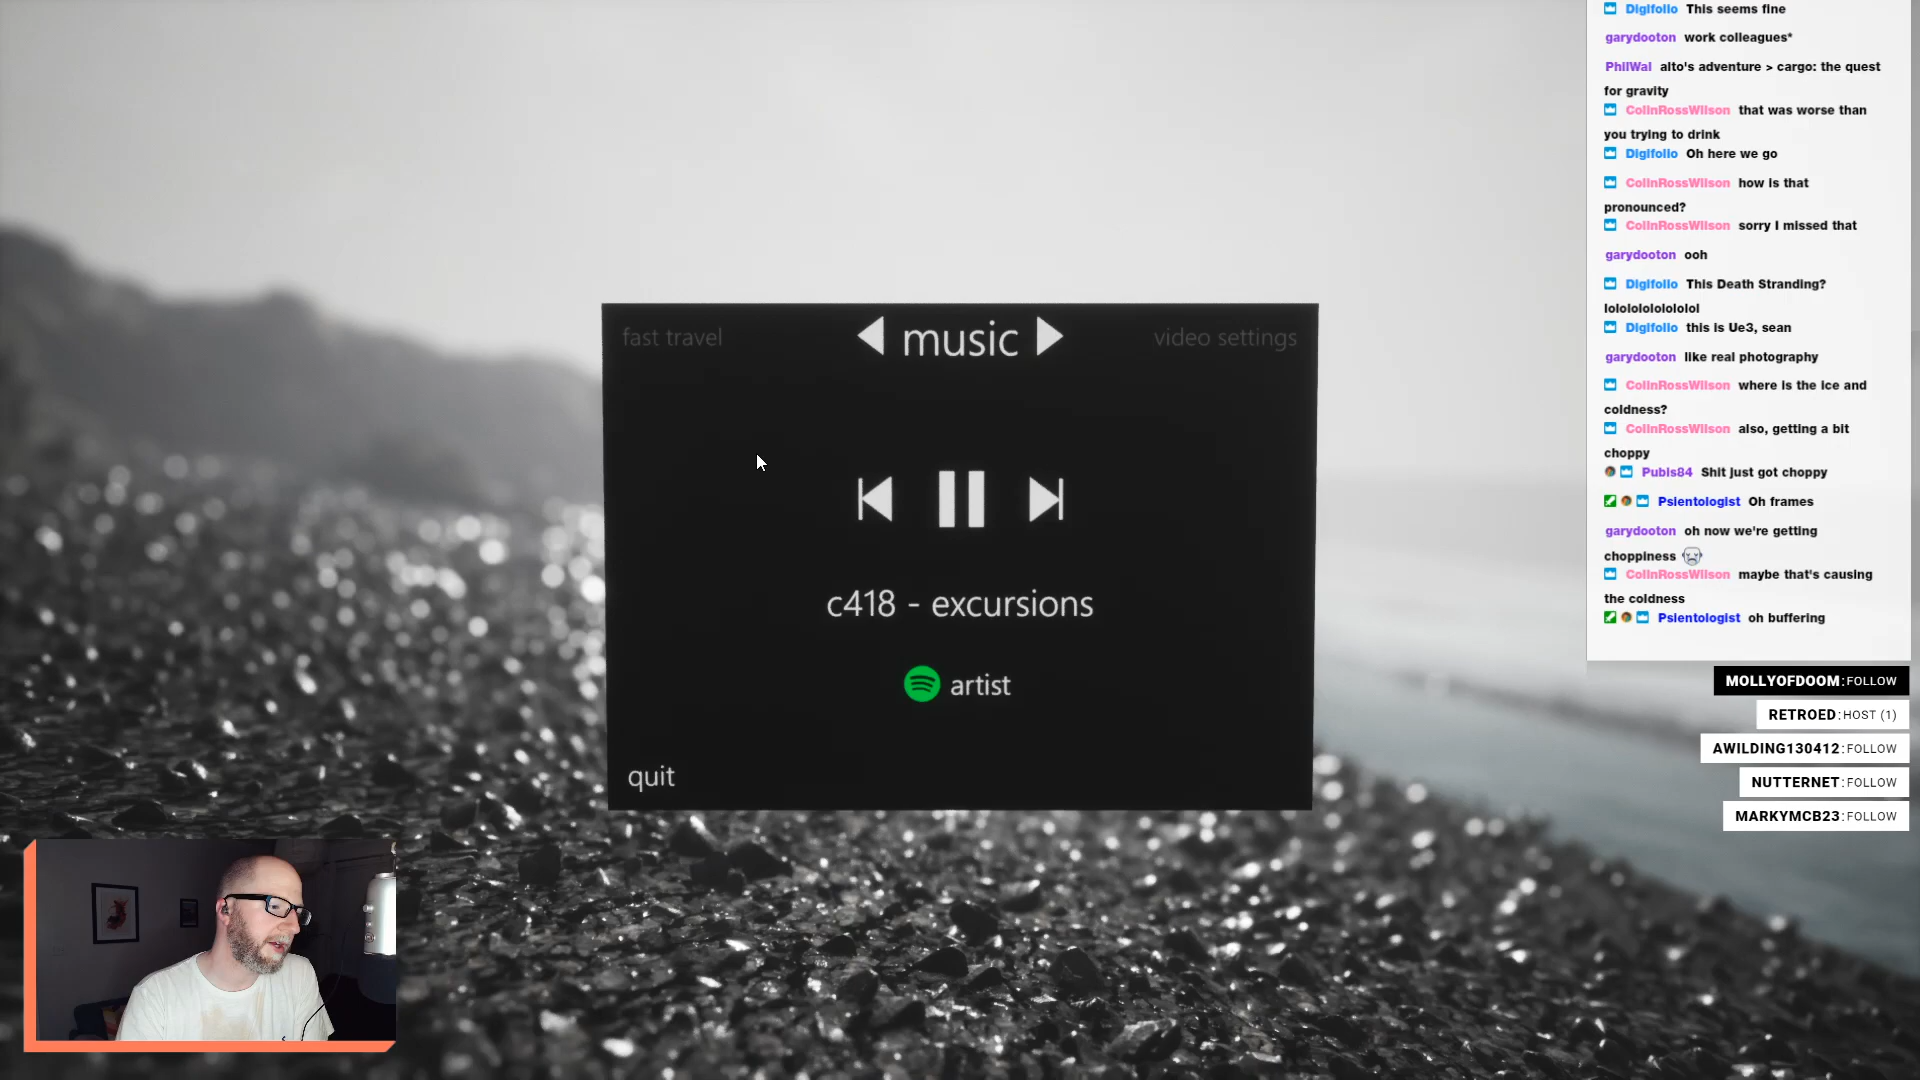 fast travel
music
video settings
c418 - excursions
artist
quit
Digifolio This seems fine
garydooton work colleagues*
PhilWal alto's adventure > cargo: the quest
for gravity
ColinRossWilson that was worse than
you trying to drink
Digifolio Oh here we go
ColinRossWilson how is that
pronounced?
ColinRossWilson sorry I missed that
garydooton ooh
Digifolio This Death Stranding?
lolololololololol
Digifolio this is Ue3, sean
garydooton like real photography
ColinRossWilson where is the ice and
coldness?
ColinRossWilson also, getting a bit
choppy
Publs84 Shit just got choppy
Psientologist Oh frames
garydooton oh now we're getting
choppiness
ColinRossWilson maybe that's causing
the coldness
Psientologist oh buffering
MOLLYOFDOOM:FOLLOW
RETROED:HOST (1)
AWILDING130412:FOLLOW
NUTTERNET:FOLLOW
MARKYMCB23:FOLLOW